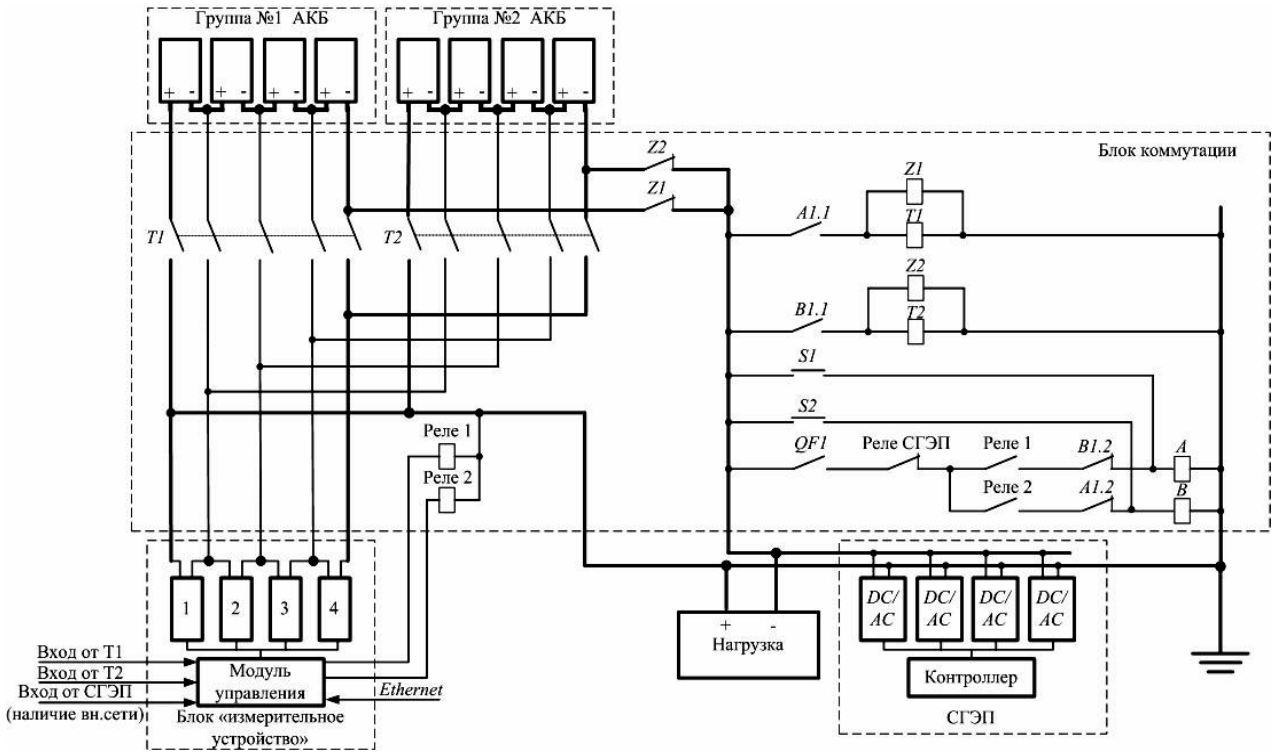 Группа №1 АКБ
Группа №2 АКБ
+ - + - + - + -
+ - + - + - + -
Блок коммутации
Z2
Z1
Z1
A1.1
T1
T1
T2
Z2
B1.1
T2
S1
S2
QF1
Реле СГЭП
Реле 1
B1.2
A
Реле 2
A1.2
B
Реле 1
Реле 2
1
2
3
4
DC/
AC
DC/
AC
DC/
AC
DC/
AC
+ -
Нагрузка
Контроллер
СГЭП
Вход от Т1
Вход от Т2
Вход от СГЭП
(наличие вн.сети)
Модуль
управления
Ethernet
Блок «измерительное
устройство»